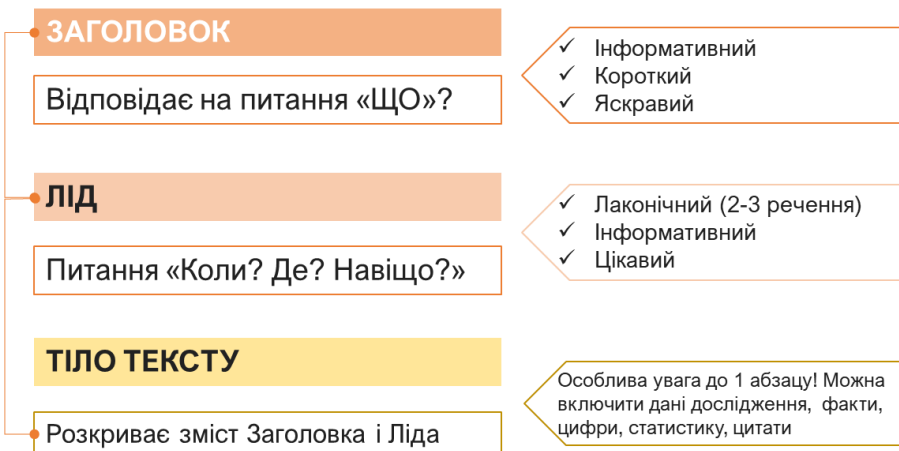 ЗАГОЛОВОК
Відповідає на питання «ЩО»?
✓ Інформативний
✓ Короткий
✓ Яскравий
ЛІД
Питання «Коли? Де? Навіщо?»
✓ Лаконічний (2-3 речення)
✓ Інформативний
✓ Цікавий
ТІЛО ТЕКСТУ
Розкриває зміст Заголовка і Ліда
Особлива увага до 1 абзацу! Можна
включити дані дослідження, факти,
цифри, статистику, цитати